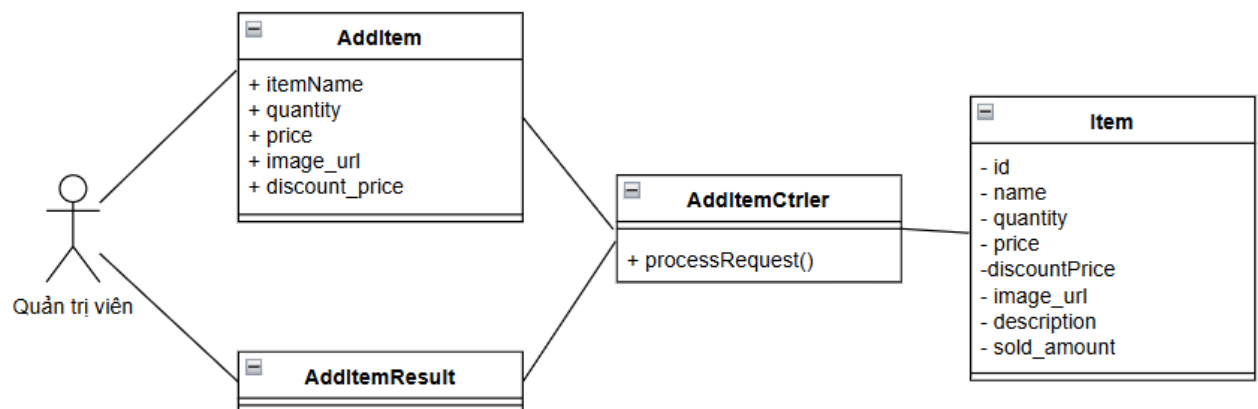 AddItem
+ itemName
+ quantity
+ price
+ image_url
+ discount_price
Quản trị viên
AddItemResult
AddItemCtrler
+ processRequest()
Item
- id
- name
- quantity
- price
-discountPrice
- image_url
- description
- sold_amount